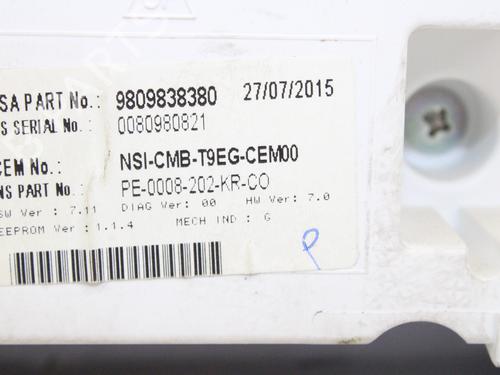 SA PART No.: 9809838380 27/07/2015
S SERIAL No.: 0080980821
CEM No.: NSI-CMB-T9EG-CEM00
NS PART No.: PE-0008-202-KR-CO
SW Ver : 7.11 DIAG Ver: 00 HW Ver: 7.0
EEPROM Ver : 1.1.4 MECH IND : G
P